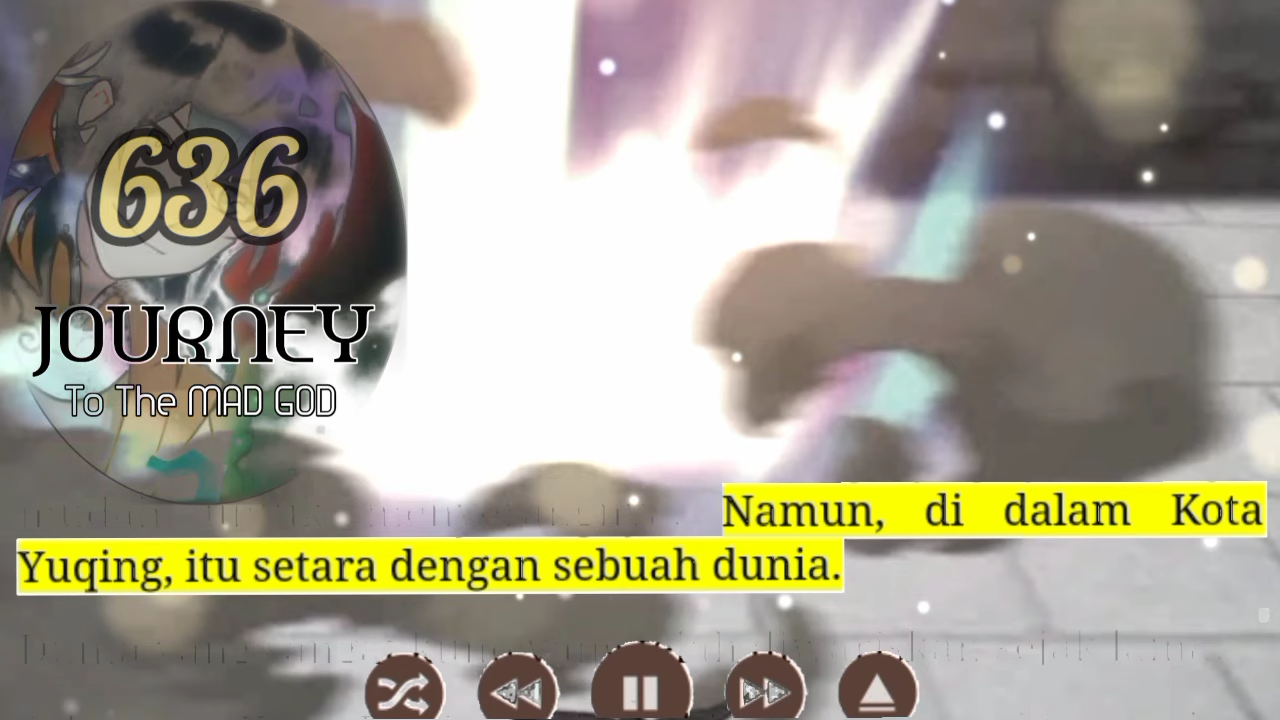 636
JOURNEY
To The MAD GOD
Namun, di dalam Kota
Yuqing, itu setara dengan sebuah dunia.